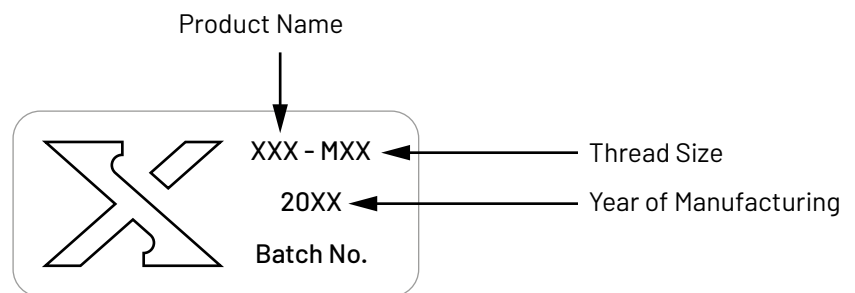 Product Name
XXX - MXX
Thread Size
20XX
Year of Manufacturing
Batch No.